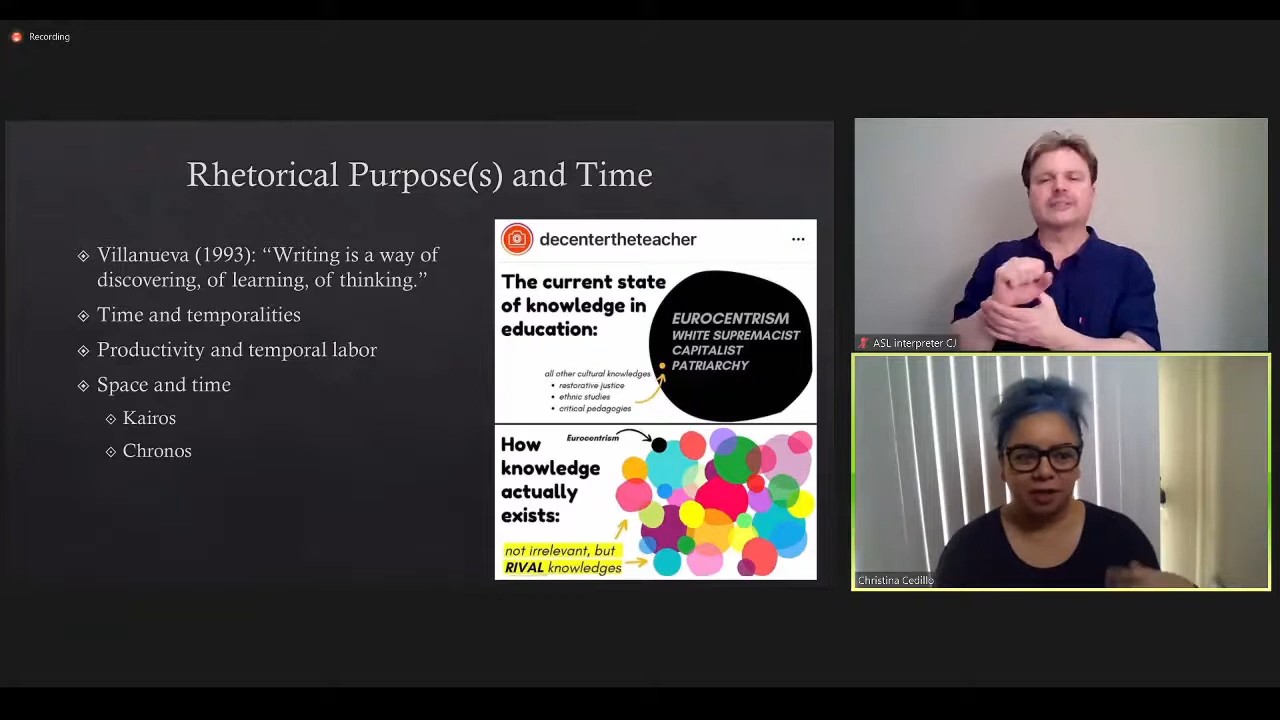 Recording
Rhetorical Purpose(s) and Time
Villanueva (1993): “Writing is a way of
discovering, of learning, of thinking.”
Time and temporalities
Productivity and temporal labor
Space and time
Kairos
Chronos
decentertheteacher
The current state
of knowledge in
education:
EUROCENTRISM
WHITE SUPREMACIST
CAPITALIST
PATRIARCHY
all other cultural knowledges
• restorative justice
• ethnic studies
• critical pedagogies
How
knowledge
actually
exists:
Eurocentrism
not irrelevant, but
RIVAL knowledges
ASL interpreter CJ
Christina Cedillo